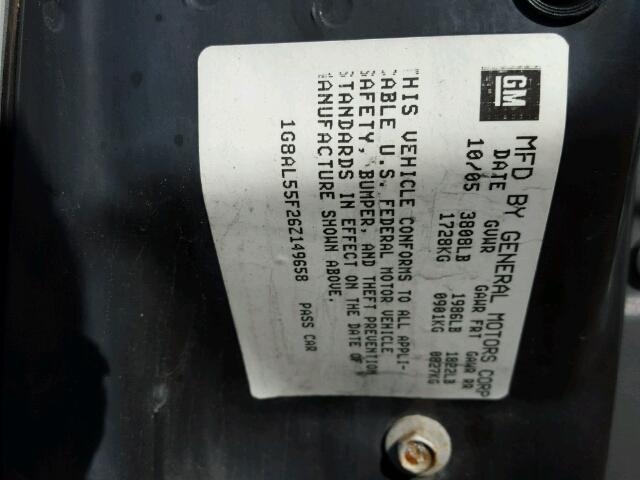 GM MFD BY GENERAL MOTORS CORP
DATE GVWR GAWR FRT GAWR RR
10/05 3808LB 1986LB 1822LB
1728KG 0901KG 0827KG
THIS VEHICLE CONFORMS TO ALL APPLI-
CABLE U.S. FEDERAL MOTOR VEHICLE
SAFETY, BUMPER, AND THEFT PREVENTION
STANDARDS IN EFFECT ON THE DATE OF
MANUFACTURE SHOWN ABOVE.
1G8AL55F26Z149658 PASS CAR